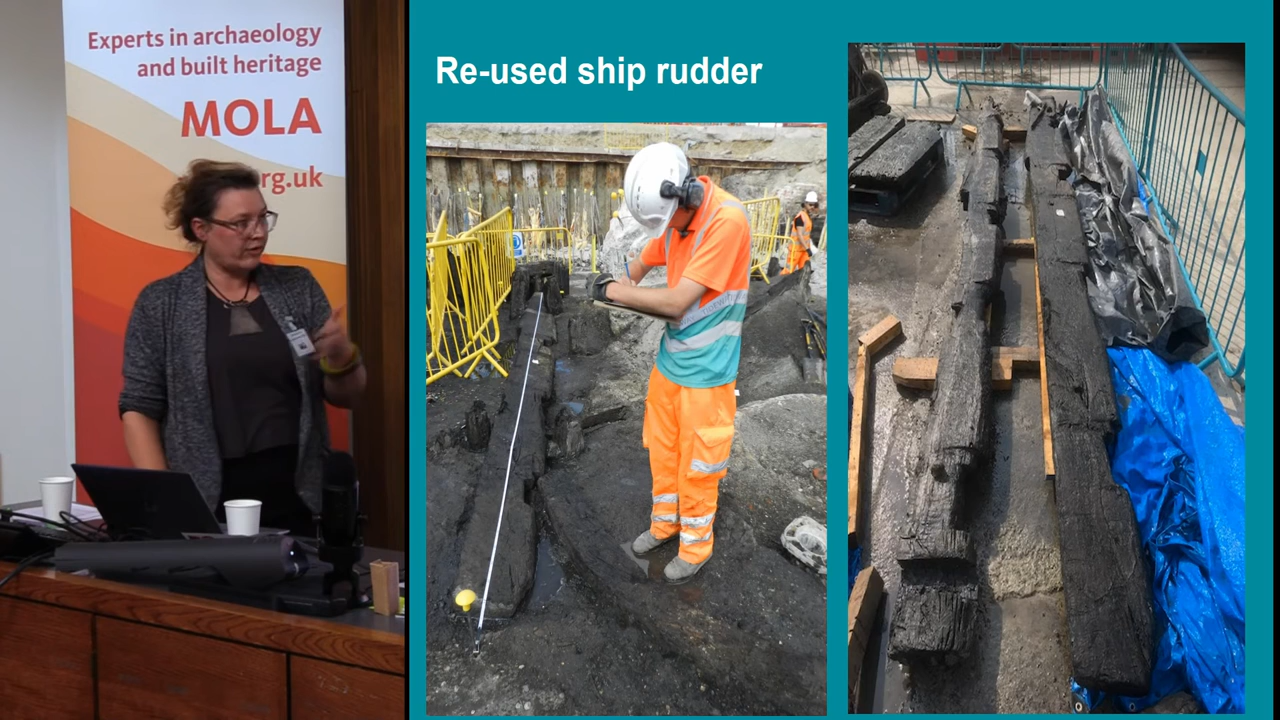 Experts in archaeology
and built heritage
MOLA
rg.uk
Re-used ship rudder